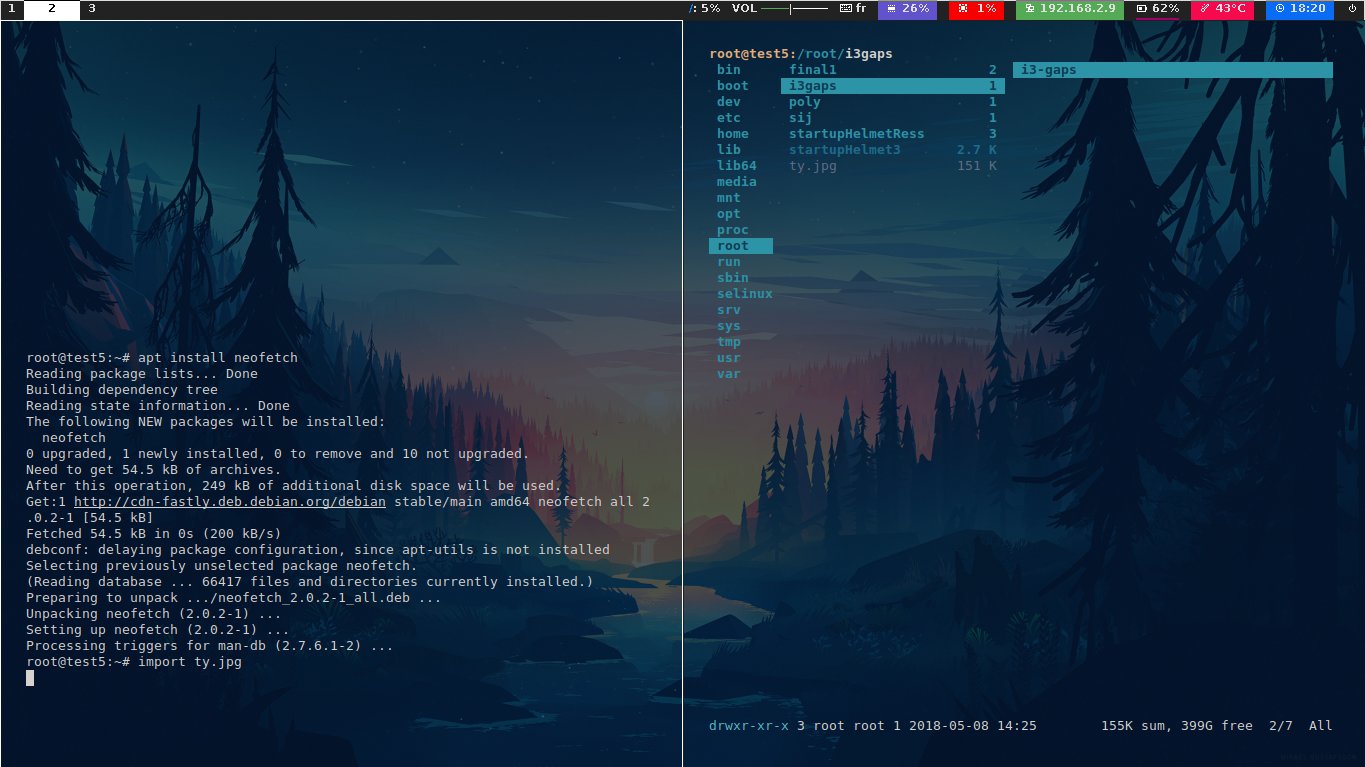 1 2 3 /: 5% VOL fr 26% 1% 192.168.2.9 62% 43°C 18:20
root@test5:~# apt install neofetch
Reading package lists... Done
Building dependency tree
Reading state information... Done
The following NEW packages will be installed:
neofetch
0 upgraded, 1 newly installed, 0 to remove and 10 not upgraded.
Need to get 54.5 kB of archives.
After this operation, 249 kB of additional disk space will be used.
Get:1 http://cdn-fastly.deb.debian.org/debian stable/main amd64 neofetch all 2
.0.2-1 [54.5 kB]
Fetched 54.5 kB in 0s (200 kB/s)
debconf: delaying package configuration, since apt-utils is not installed
Selecting previously unselected package neofetch.
(Reading database ... 66417 files and directories currently installed.)
Preparing to unpack .../neofetch_2.0.2-1_all.deb ...
Unpacking neofetch (2.0.2-1) ...
Setting up neofetch (2.0.2-1) ...
Processing triggers for man-db (2.7.6.1-2) ...
root@test5:~# import ty.jpg
root@test5:/root/i3gaps
bin final1 2 i3-gaps
boot i3gaps 1
dev poly 1
etc sij 1
home startupHelmetRess 3
lib startupHelmet3 2.7 K
lib64 ty.jpg 151 K
media
mnt
opt
proc
root
run
sbin
selinux
srv
sys
tmp
usr
var
drwxr-xr-x 3 root root 1 2018-05-08 14:25 155K sum, 399G free 2/7 All